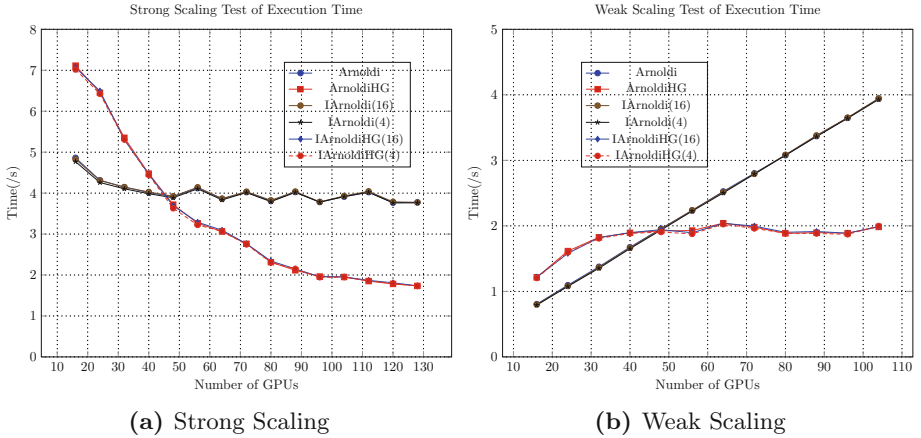 Strong Scaling Test of Execution Time
8
7
6
5
4
3
2
1
0
Time(/s)
Arnoldi
ArnoldiHG
IArnoldi(16)
IArnoldi(4)
IArnoldiHG(16)
IArnoldiHG(4)
10 20 30 40 50 60 70 80 90 100 110 120 130
Number of GPUs
(a) Strong Scaling
Weak Scaling Test of Execution Time
5
4
3
2
1
0
Time(/s)
Arnoldi
ArnoldiHG
IArnoldi(16)
IArnoldi(4)
IArnoldiHG(16)
IArnoldiHG(4)
10 20 30 40 50 60 70 80 90 100 110
Number of GPUs
(b) Weak Scaling